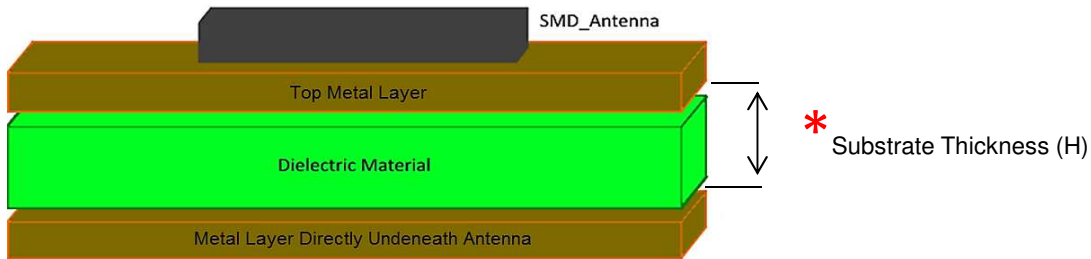 SMD_Antenna
Top Metal Layer
* Substrate Thickness (H)
Dielectric Material
Metal Layer Directly Undeneath Antenna